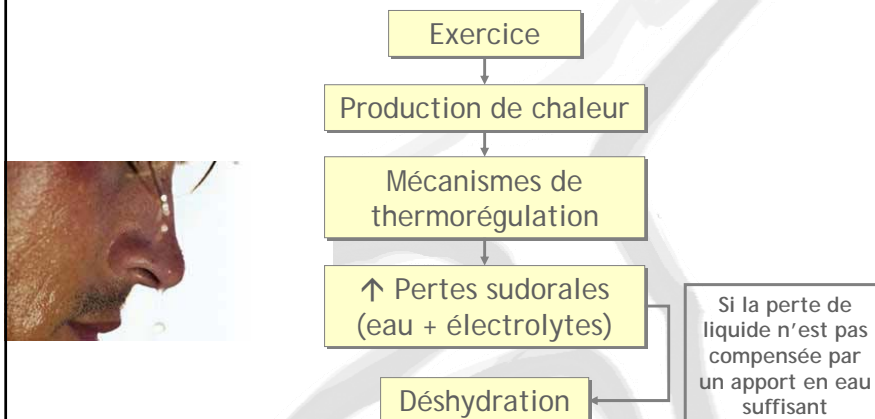 Exercice
Production de chaleur
Mécanismes de
thermorégulation
↑ Pertes sudorales
(eau + électrolytes)
Si la perte de
liquide n'est pas
compensée par
un apport en eau
suffisant
Déshydration